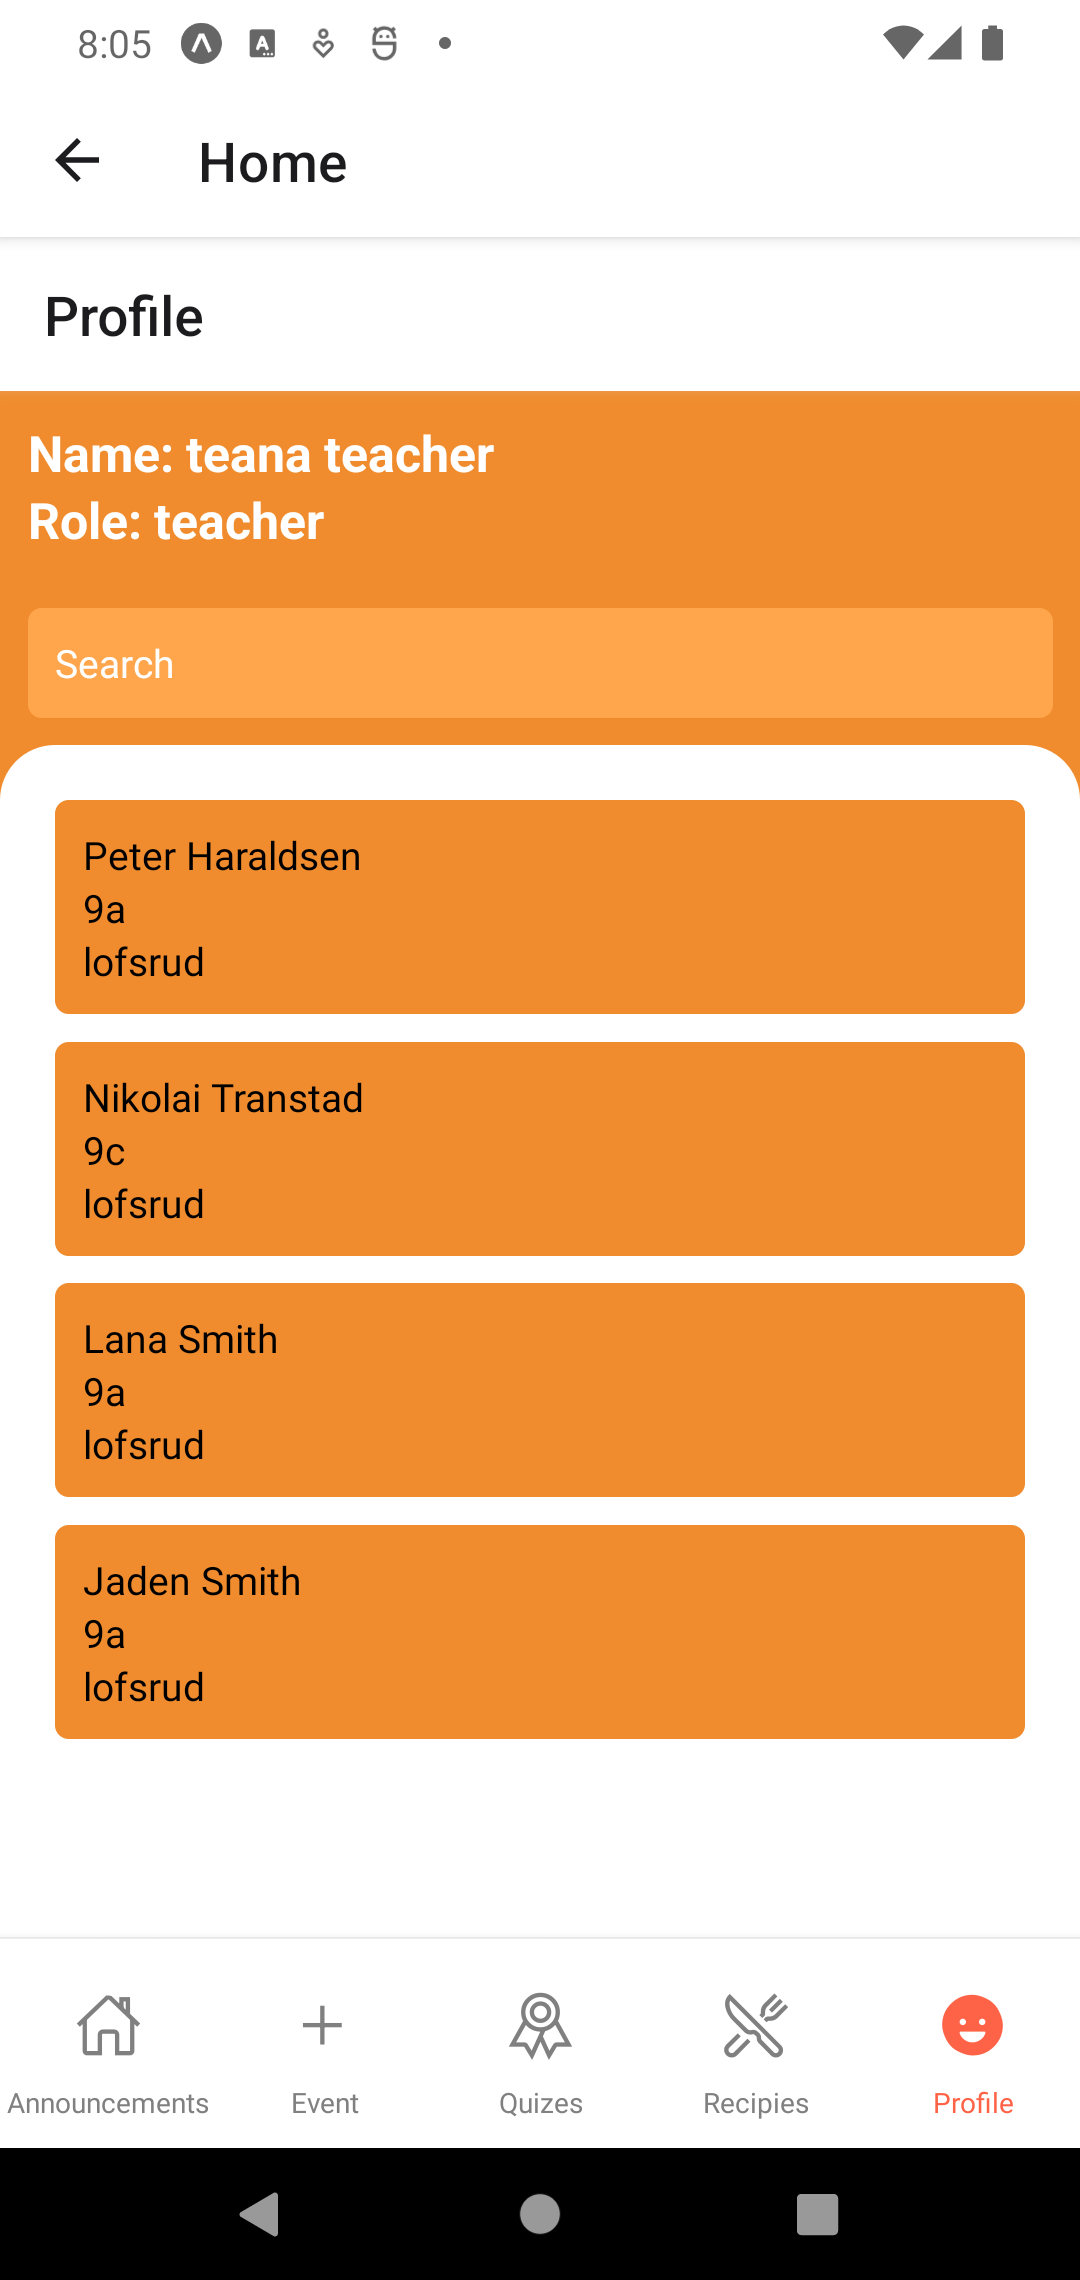 8:05
Home
Profile
Name: teana teacher
Role: teacher
Search
Peter Haraldsen
9a
lofsrud
Nikolai Transtad
9c
lofsrud
Lana Smith
9a
lofsrud
Jaden Smith
9a
lofsrud
Announcements
Event
Quizes
Recipies
Profile